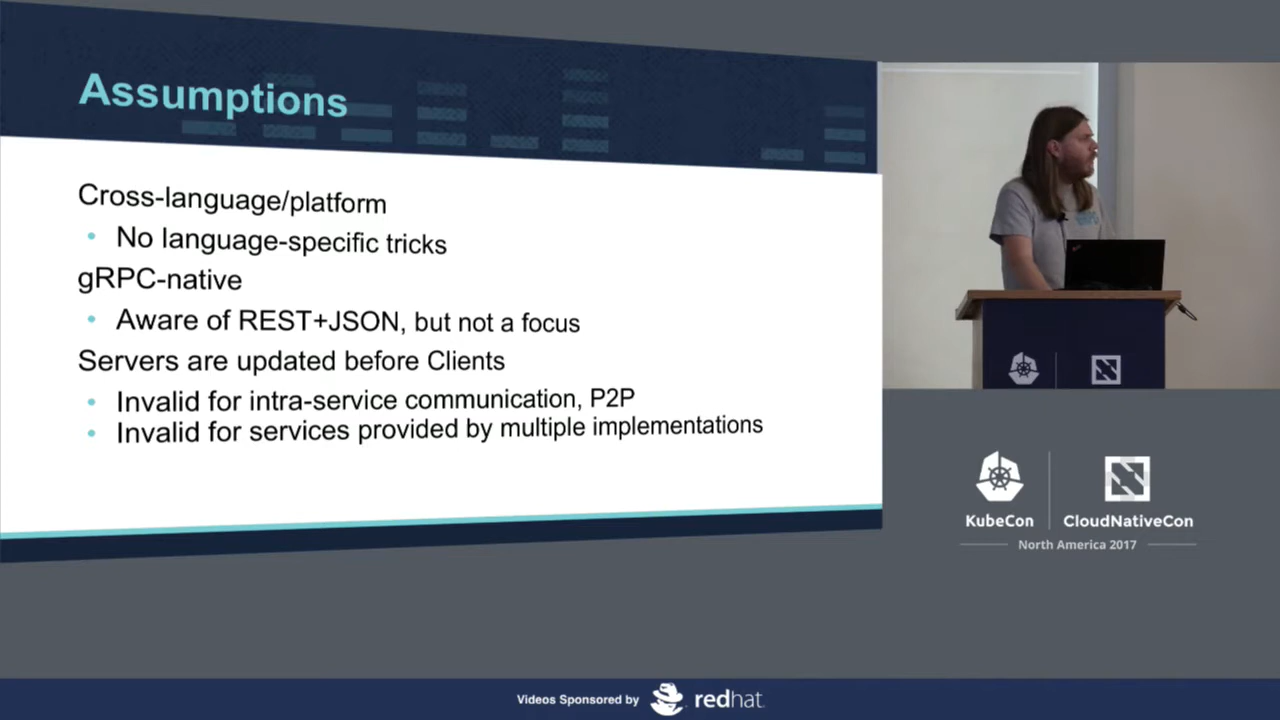 Assumptions
Cross-language/platform
• No language-specific tricks
gRPC-native
• Aware of REST+JSON, but not a focus
Servers are updated before Clients
• Invalid for intra-service communication, P2P
• Invalid for services provided by multiple implementations
KubeCon
CloudNativeCon
North America 2017
Videos Sponsored by
redhat.